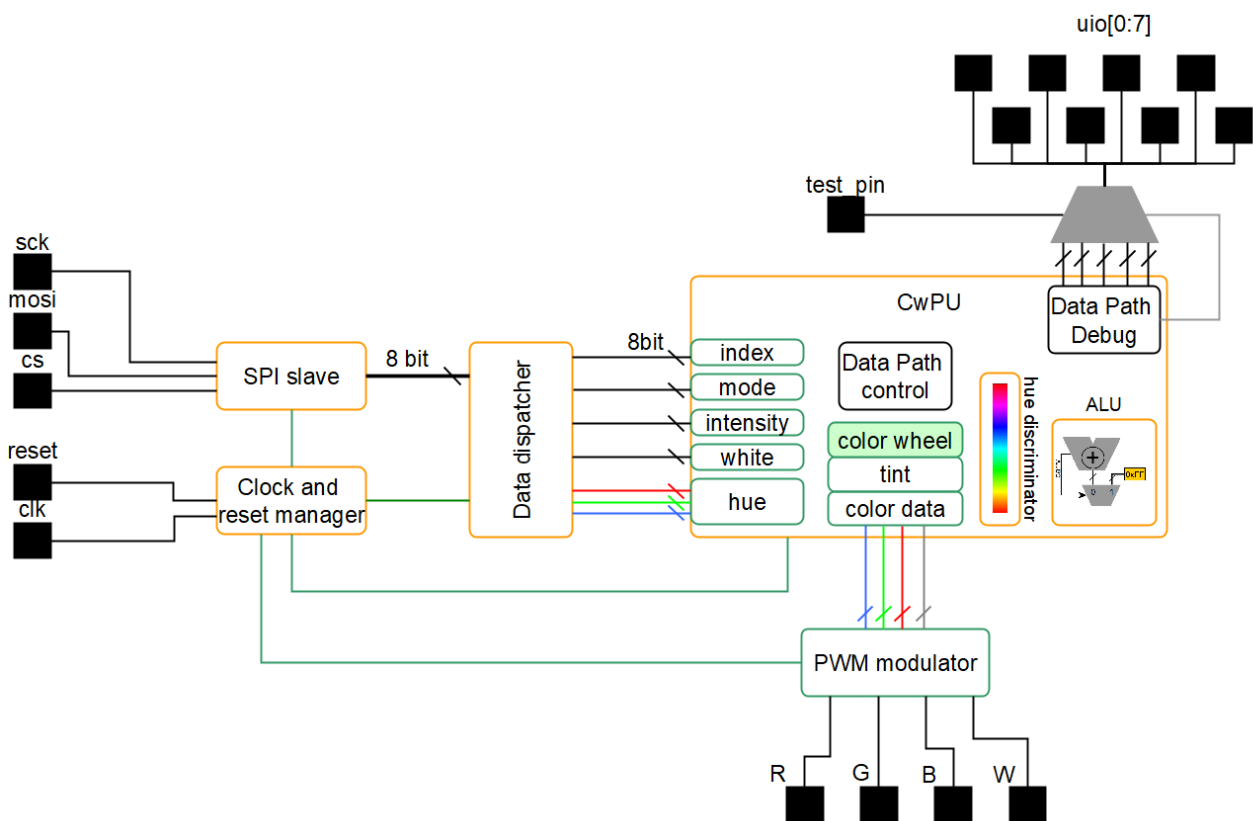 uio[0:7]
test_pin
sck
mosi
cs
reset
clk
SPI slave
8 bit
Clock and
reset manager
Data dispatcher
8bit
CwPU
index
mode
intensity
white
hue
Data Path
control
color wheel
tint
color data
hue discriminator
Data Path
Debug
ALU
0xFF
0 1
PWM modulator
R G B W